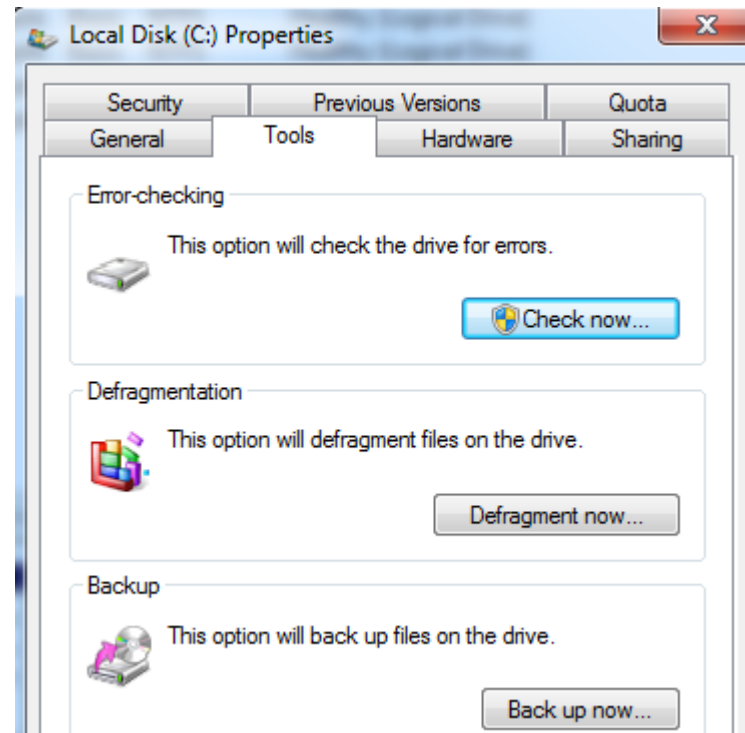 Local Disk (C:) Properties
Security Previous Versions Quota
General Tools Hardware Sharing
Error-checking
This option will check the drive for errors.
Check now...
Defragmentation
This option will defragment files on the drive.
Defragment now...
Backup
This option will back up files on the drive.
Back up now...